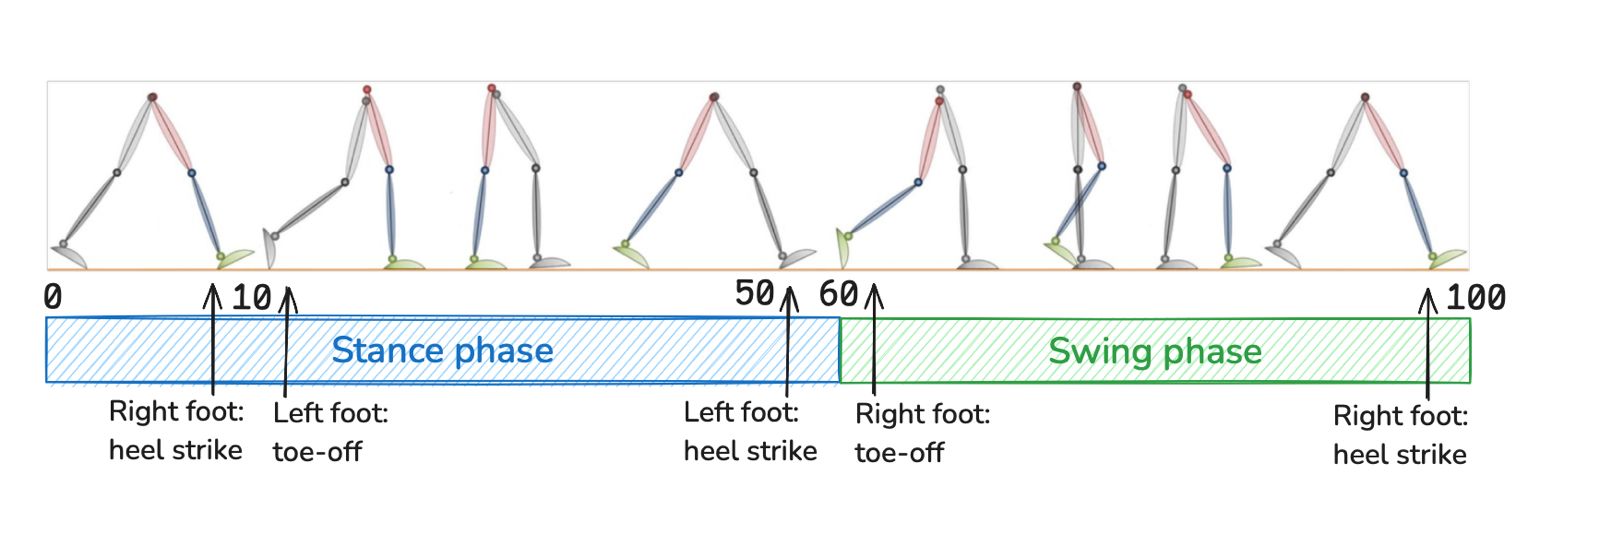 0
10
50
60
100
Stance phase
Swing phase
Right foot:
heel strike
Left foot:
toe-off
Left foot:
heel strike
Right foot:
toe-off
Right foot:
heel strike